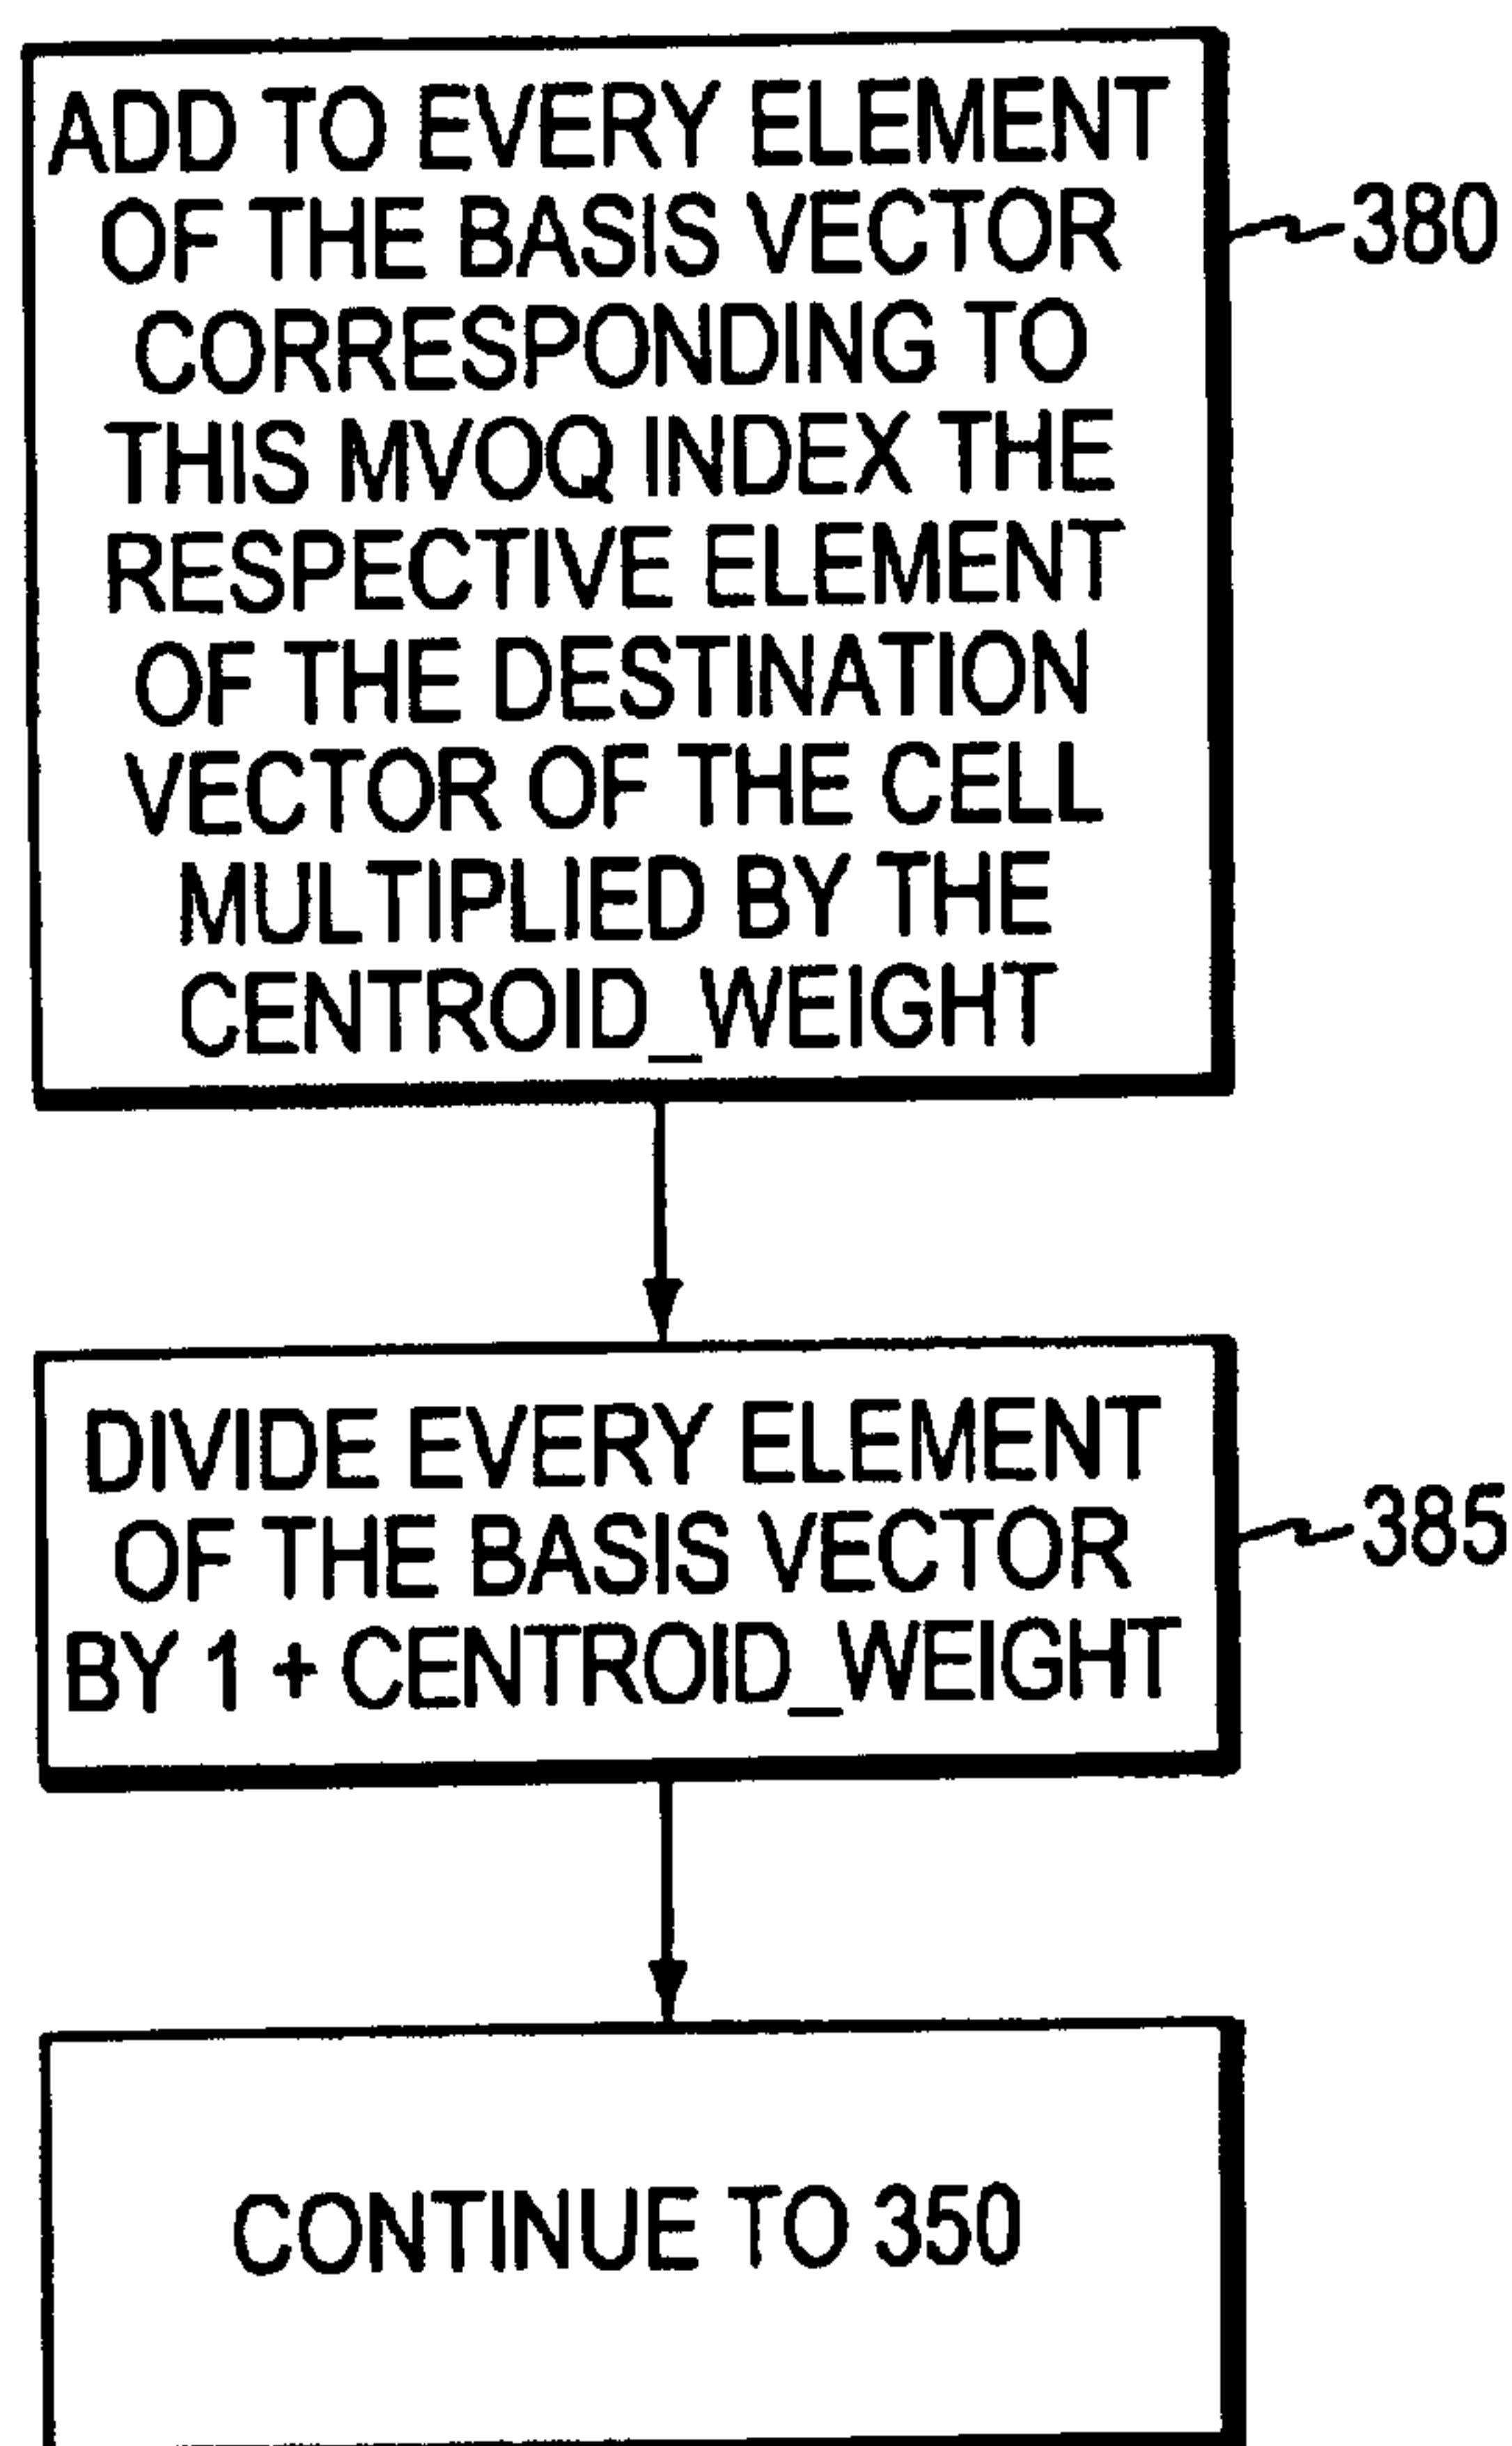 ADD TO EVERY ELEMENT
OF THE BASIS VECTOR
CORRESPONDING TO
THIS MVOQ INDEX THE
RESPECTIVE ELEMENT
OF THE DESTINATION
VECTOR OF THE CELL
MULTIPLIED BY THE
CENTROID_WEIGHT
380
DIVIDE EVERY ELEMENT
OF THE BASIS VECTOR
BY 1 + CENTROID_WEIGHT
385
CONTINUE TO 350